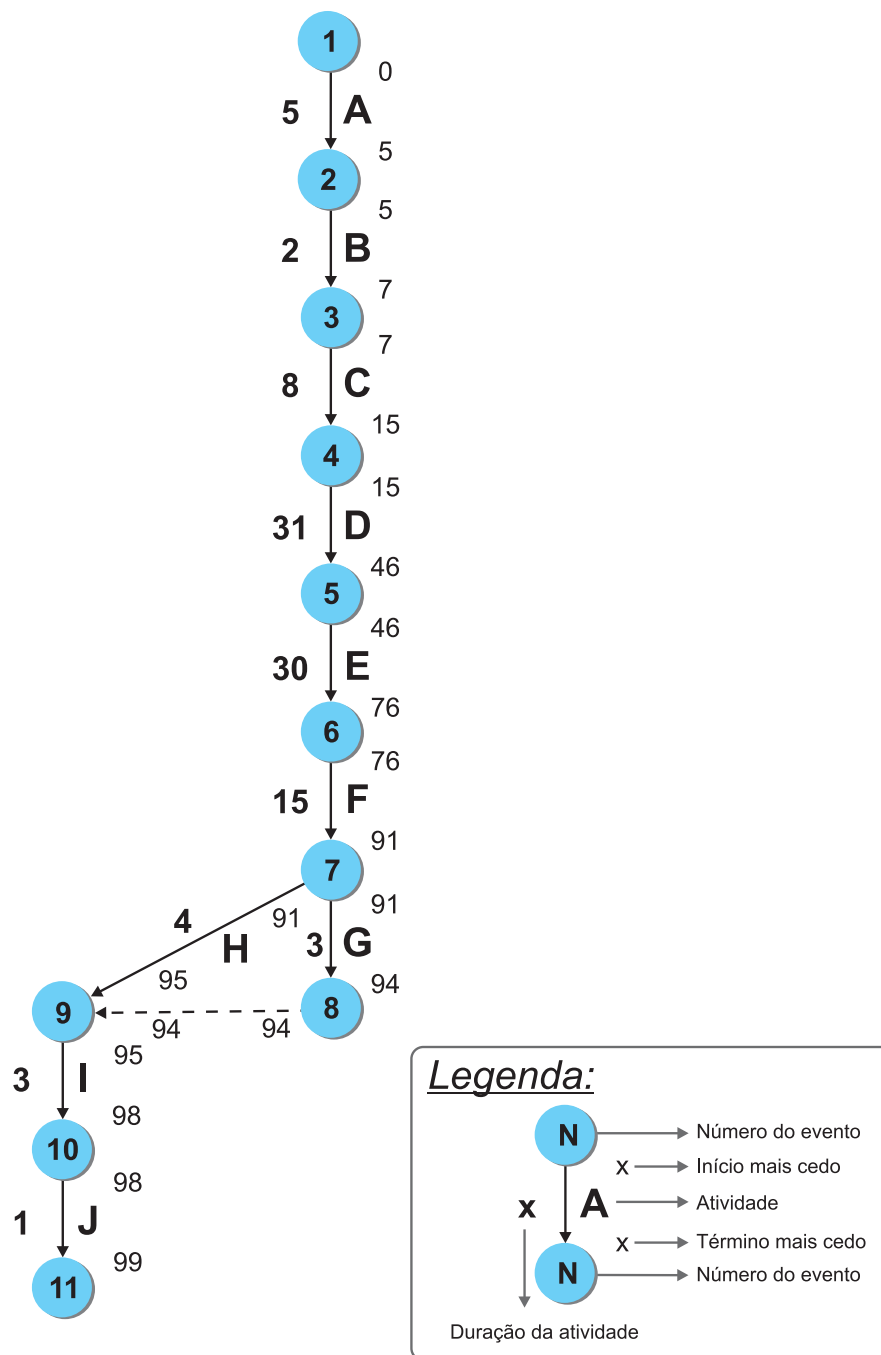 1
0
5 A
5
2
5
2 B
7
3
7
8 C
15
4
15
31 D
46
5
46
30 E
76
6
76
15 F
91
7
91
91
4
H
3 G
95
94
9
8
94
94
95
3 I
98
10
98
1 J
99
11
Legenda:
N Número do evento
x Início mais cedo
x A Atividade
x Término mais cedo
N Número do evento
Duração da atividade